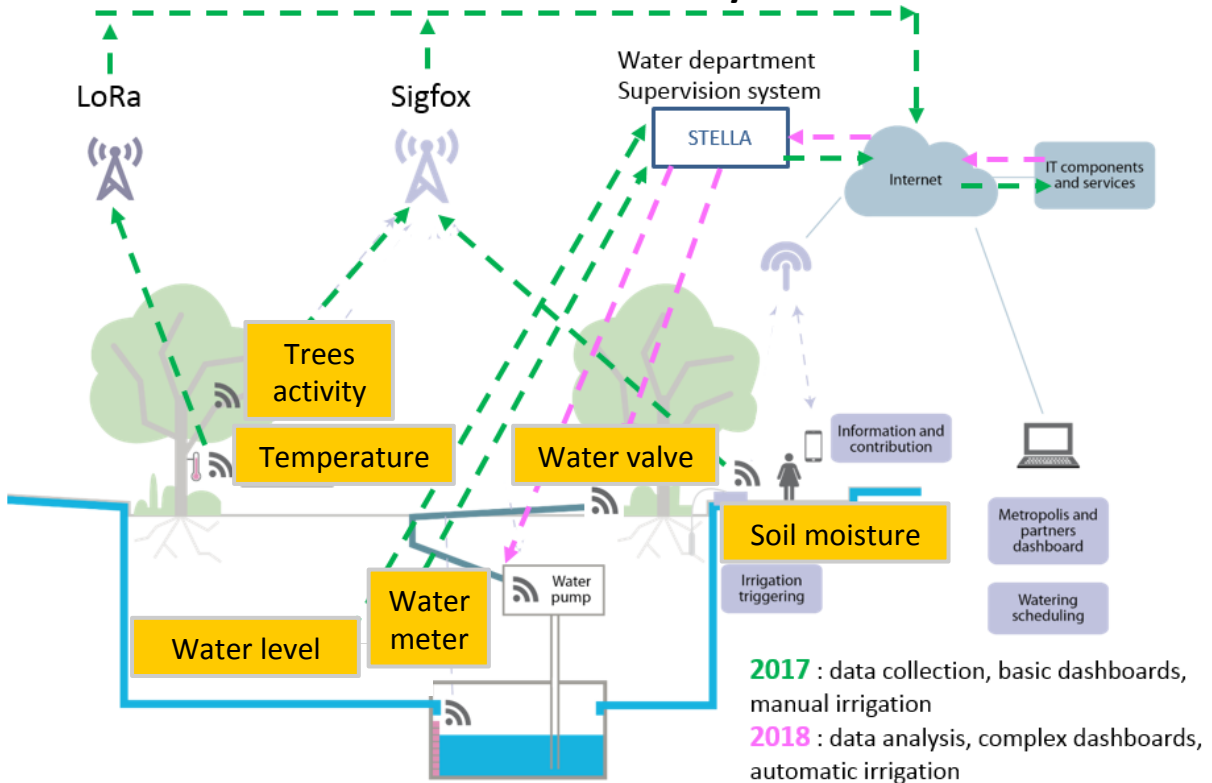 LoRa
Sigfox
Water department
Supervision system
STELLA
Internet
IT components
and services
Trees
activity
Temperature
Water valve
Information and
contribution
Soil moisture
Metropolis and
partners
dashboard
Irrigation
triggering
Watering
scheduling
Water
pump
Water
meter
Water level
2017 : data collection, basic dashboards,
manual irrigation
2018 : data analysis, complex dashboards,
automatic irrigation